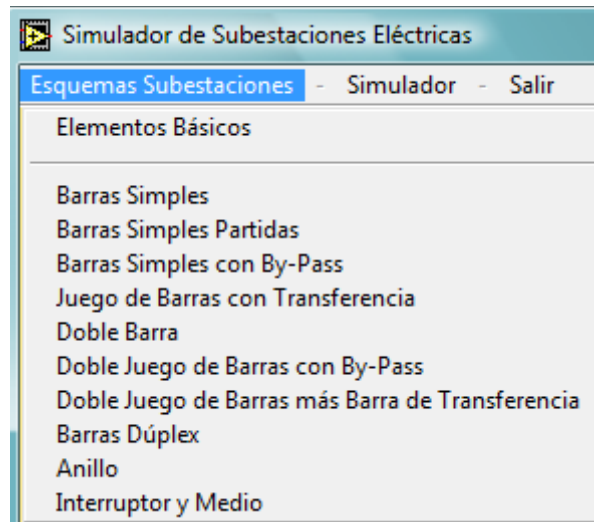 Simulador de Subestaciones Eléctricas
Esquemas Subestaciones - Simulador - Salir
Elementos Básicos
Barras Simples
Barras Simples Partidas
Barras Simples con By-Pass
Juego de Barras con Transferencia
Doble Barra
Doble Juego de Barras con By-Pass
Doble Juego de Barras más Barra de Transferencia
Barras Dúplex
Anillo
Interruptor y Medio